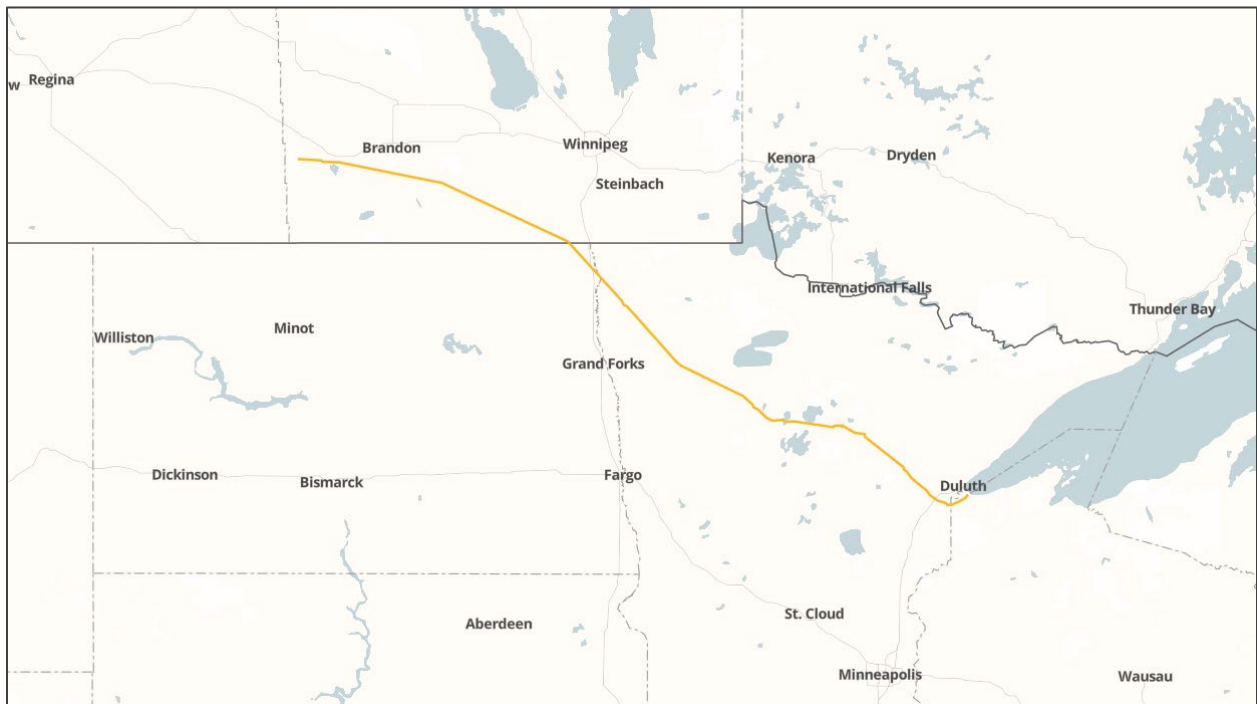 w Regina
Brandon
Winnipeg
Kenora
Dryden
Steinbach
International Falls
Thunder Bay
Williston
Minot
Grand Forks
Dickinson
Bismarck
Fargo
Duluth
Aberdeen
St. Cloud
Minneapolis
Wausau